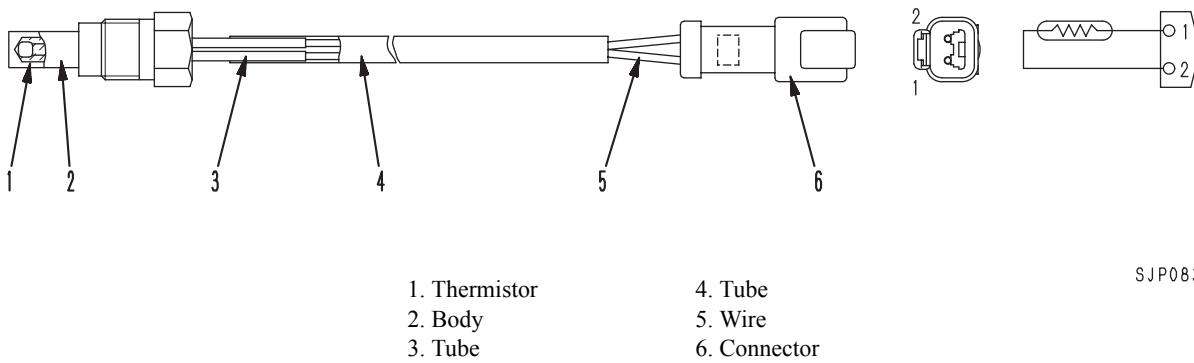 2
1
1
2
1 2 3 4 5 6
SJP083
1. Thermistor 4. Tube
2. Body 5. Wire
3. Tube 6. Connector